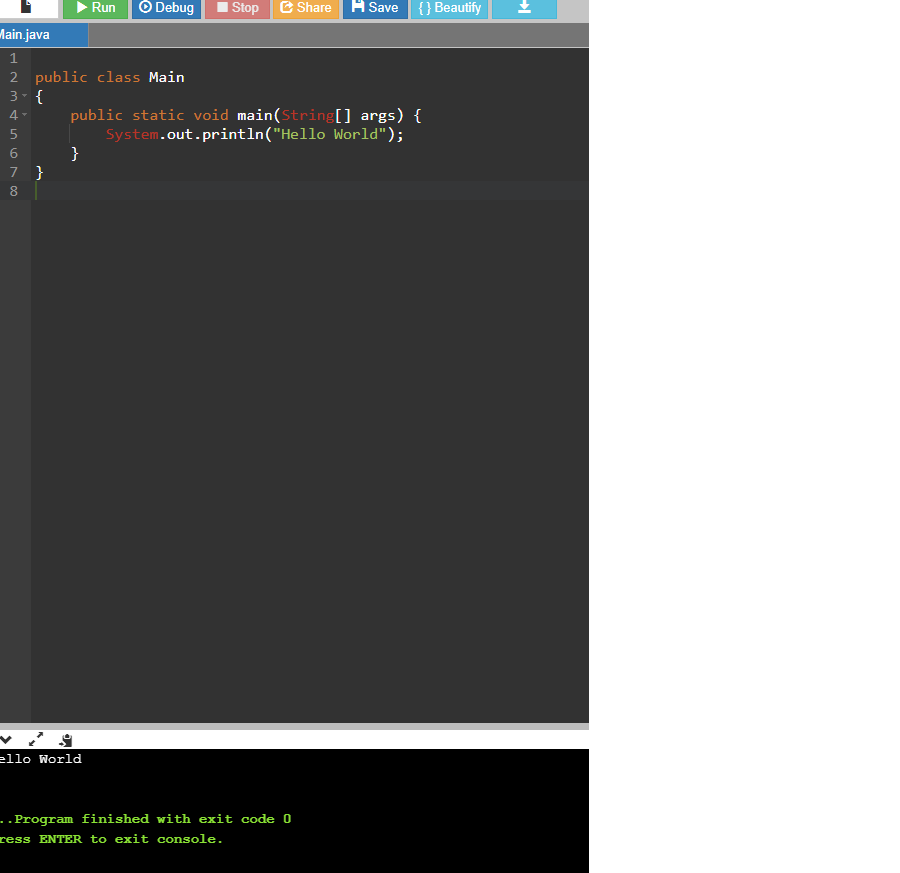 Run Debug Stop Share Save { } Beautify
Main.java
1
2 public class Main
3 {
4     public static void main(String[] args) {
5         System.out.println("Hello World");
6     }
7 }
8
ello World
..Program finished with exit code 0
ress ENTER to exit console.